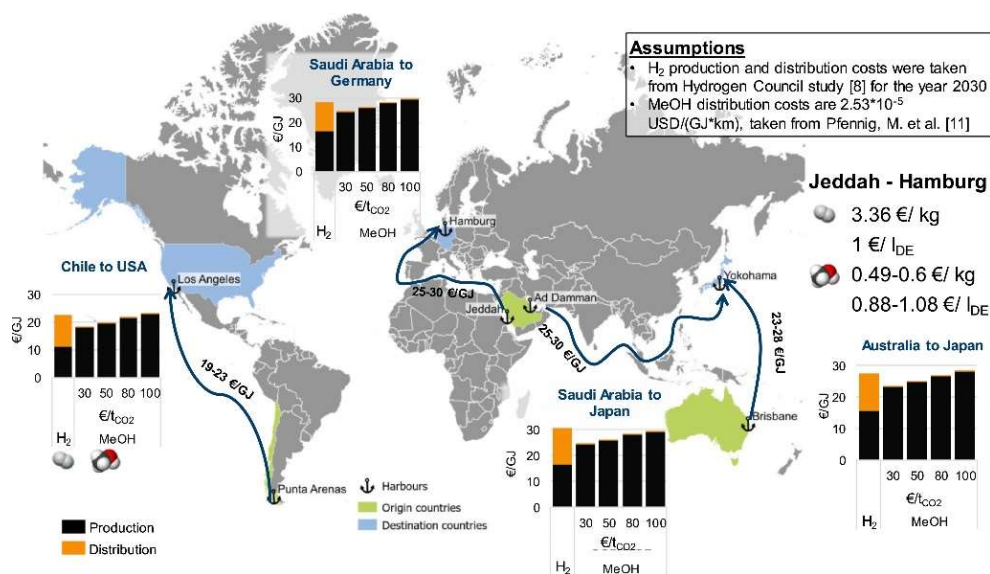 Assumptions
• H2 production and distribution costs were taken
from Hydrogen Council study [8] for the year 2030
• MeOH distribution costs are 2.53*10-5
USD/(GJ*km), taken from Pfennig, M. et al. [11]
Saudi Arabia to
Germany
€/GJ
30
20
10
0
30 50 80 100
€/tCO2
H2
MeOH
Jeddah - Hamburg
3.36 €/ kg
1 €/ lDE
0.49-0.6 €/ kg
0.88-1.08 €/ lDE
Hamburg
Chile to USA
Los Angeles
€/GJ
30
20
10
0
30 50 80 100
€/tCO2
H2
MeOH
19-23 €/GJ
Punta Arenas
25-30 €/GJ
Jeddah
Ad Damman
25-30 €/GJ
Yokohama
23-28 €/GJ
Brisbane
Saudi Arabia to
Japan
€/GJ
30
20
10
0
30 50 80 100
€/tCO2
H2
MeOH
Australia to Japan
€/GJ
30
20
10
0
30 50 80 100
€/tCO2
H2
MeOH
Harbours
Origin countries
Destination countries
Production
Distribution